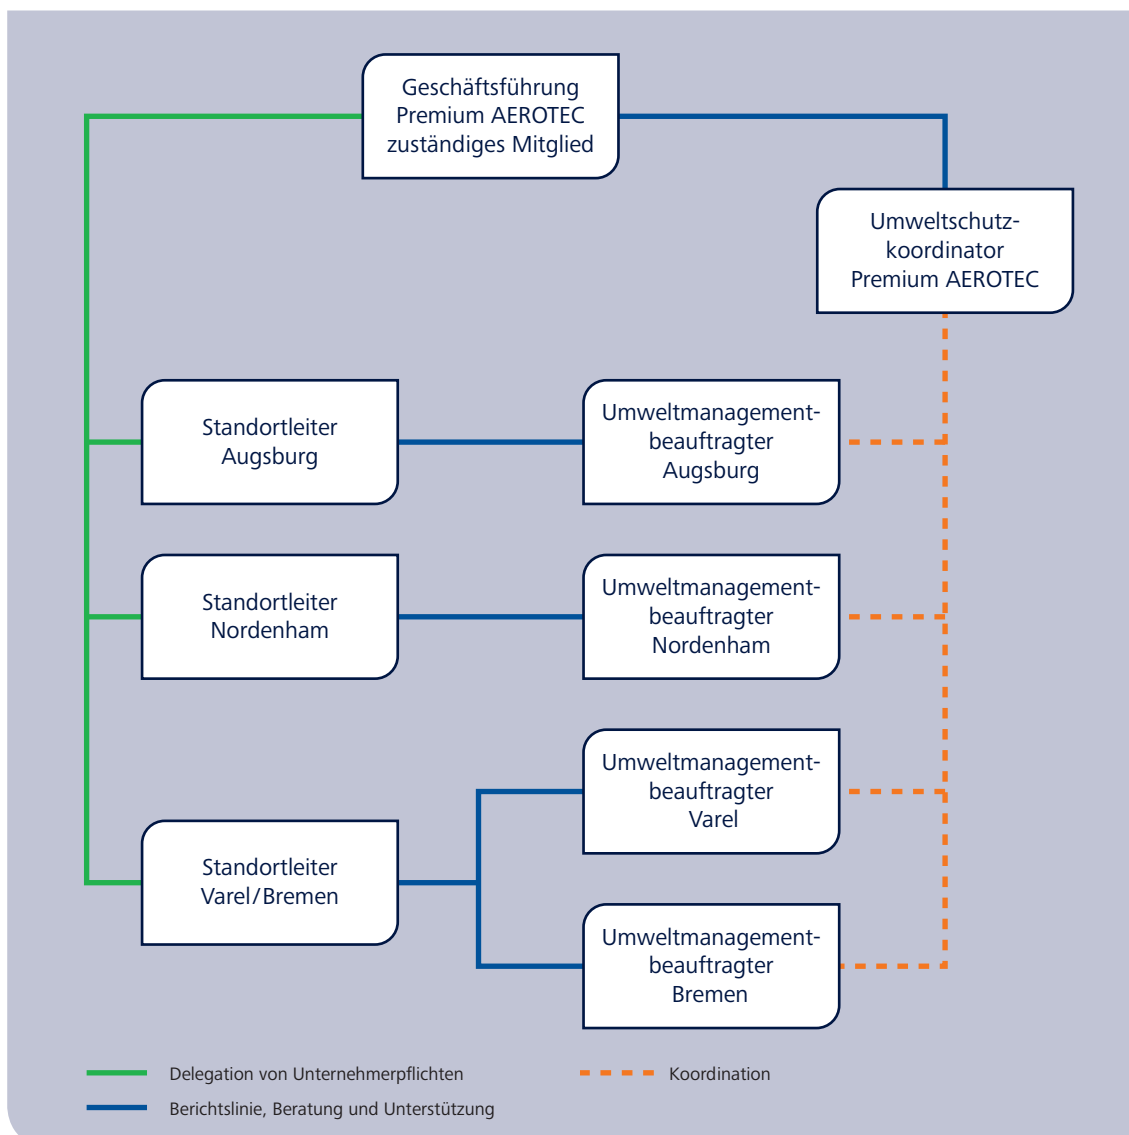 Geschäftsführung
Premium AEROTEC
zuständiges Mitglied
Umweltschutz-
koordinator
Premium AEROTEC
Standortleiter
Augsburg
Umweltmanagement-
beauftragter
Augsburg
Standortleiter
Nordenham
Umweltmanagement-
beauftragter
Nordenham
Umweltmanagement-
beauftragter
Varel
Standortleiter
Varel/Bremen
Umweltmanagement-
beauftragter
Bremen
Delegation von Unternehmerpflichten
Koordination
Berichtslinie, Beratung und Unterstützung